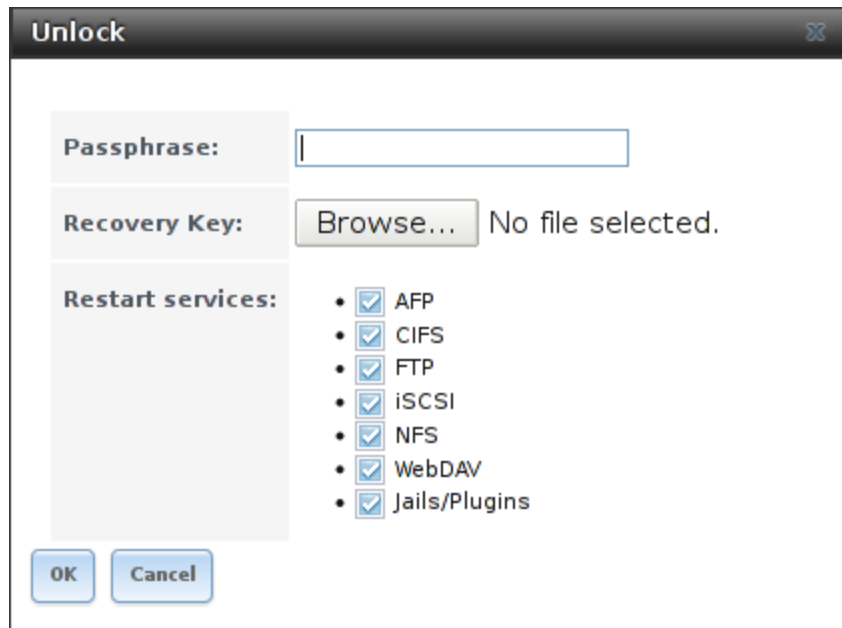 Unlock
Passphrase:
Recovery Key: Browse... No file selected.
Restart services: • AFP
• CIFS
• FTP
• iSCSI
• NFS
• WebDAV
• Jails/Plugins
OK Cancel